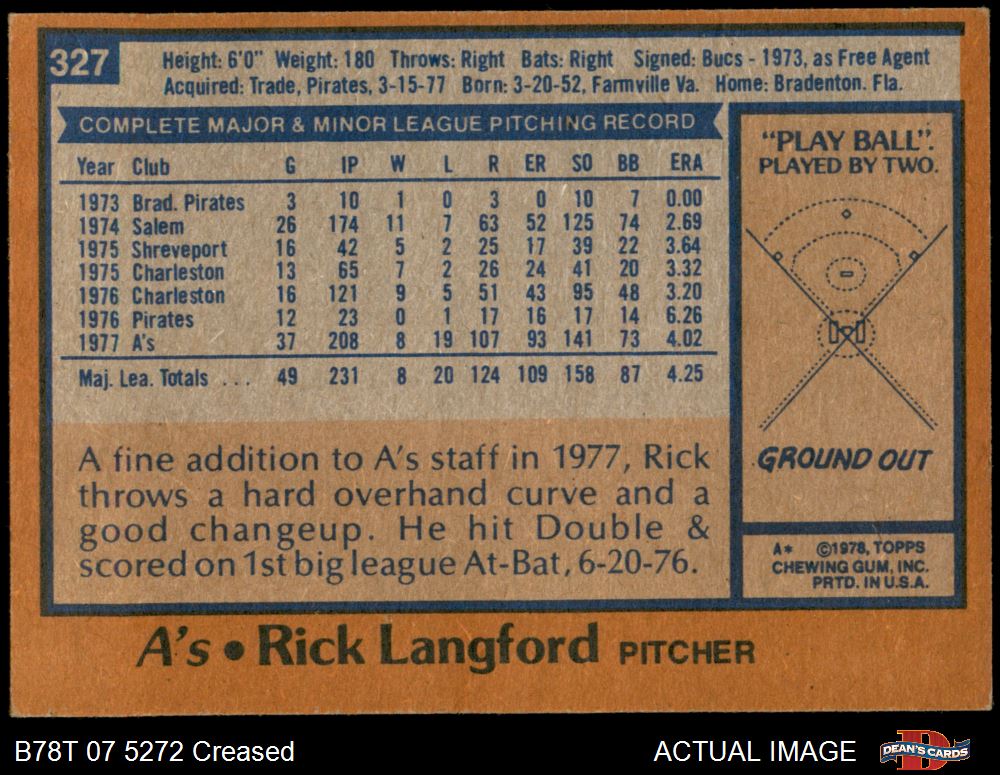 327
Height: 6'0" Weight: 180 Throws: Right Bats: Right Signed: Bucs - 1973, as Free Agent
Acquired: Trade, Pirates, 3-15-77 Born: 3-20-52, Farmville Va. Home: Bradenton. Fla.
COMPLETE MAJOR & MINOR LEAGUE PITCHING RECORD
Year Club G IP W L R ER SO BB ERA
1973 Brad. Pirates 3 10 1 0 3 0 10 7 0.00
1974 Salem 26 174 11 7 63 52 125 74 2.69
1975 Shreveport 16 42 5 2 25 17 39 22 3.64
1975 Charleston 13 65 7 2 26 24 41 20 3.32
1976 Charleston 16 121 9 5 51 43 95 48 3.20
1976 Pirates 12 23 0 1 17 16 17 14 6.26
1977 A's 37 208 8 19 107 93 141 73 4.02
Maj. Lea. Totals ... 49 231 8 20 124 109 158 87 4.25
A fine addition to A's staff in 1977, Rick
throws a hard overhand curve and a
good changeup. He hit Double &
scored on 1st big league At-Bat, 6-20-76.
"PLAY BALL".
PLAYED BY TWO.
GROUND OUT
A* ©1978, TOPPS
CHEWING GUM, INC.
PRTD. IN U.S.A.
A's • Rick Langford PITCHER
B78T 07 5272 Creased
ACTUAL IMAGE
DEAN'S CARDS